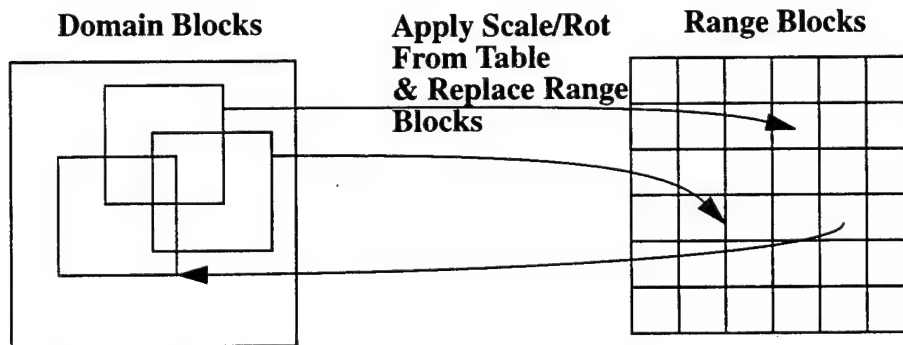 Domain Blocks
Apply Scale/Rot
From Table
& Replace Range
Blocks
Range Blocks